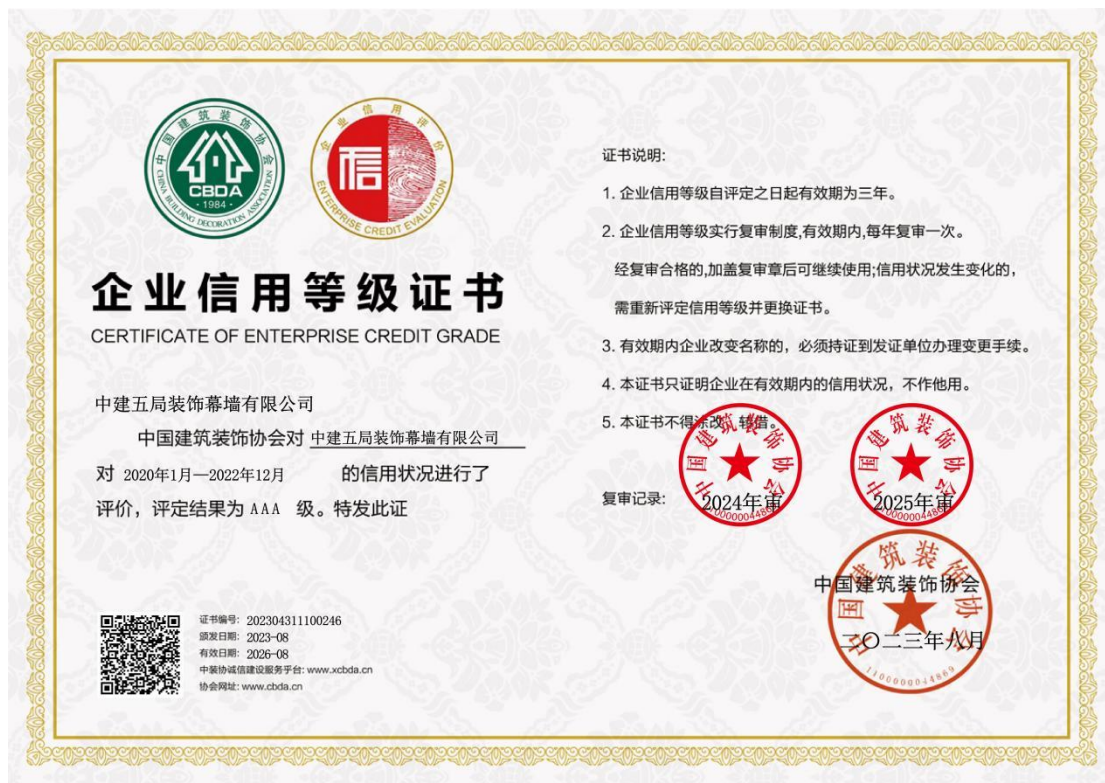 中国建筑装饰协会
CBDA
·1984·
CHINA BUILDING DECORATION ASSOCIATION
企业信用评价
信
ENTERPRISE CREDIT EVALUATION
企业信用等级证书
CERTIFICATE OF ENTERPRISE CREDIT GRADE
中建五局装饰幕墙有限公司
中国建筑装饰协会对 中建五局装饰幕墙有限公司
对 2020年1月—2022年12月 的信用状况进行了
评价，评定结果为 AAA 级。特发此证
证书编号: 202304311100246
颁发日期: 2023-08
有效日期: 2026-08
中装协诚信建设服务平台: www.xcbda.cn
协会网址: www.cbda.cn
证书说明:
1. 企业信用等级自评定之日起有效期为三年。
2. 企业信用等级实行复审制度,有效期内,每年复审一次。
经复审合格的,加盖复审章后可继续使用;信用状况发生变化的,
需重新评定信用等级并更换证书。
3. 有效期内企业改变名称的，必须持证到发证单位办理变更手续。
4. 本证书只证明企业在有效期内的信用状况，不作他用。
5. 本证书不得涂改、转借。
复审记录:
中国建筑装饰协会
2024年审
中国建筑装饰协会
2025年审
中国建筑装饰协会
二〇二三年八月
中国建筑装饰协会
1100000044869